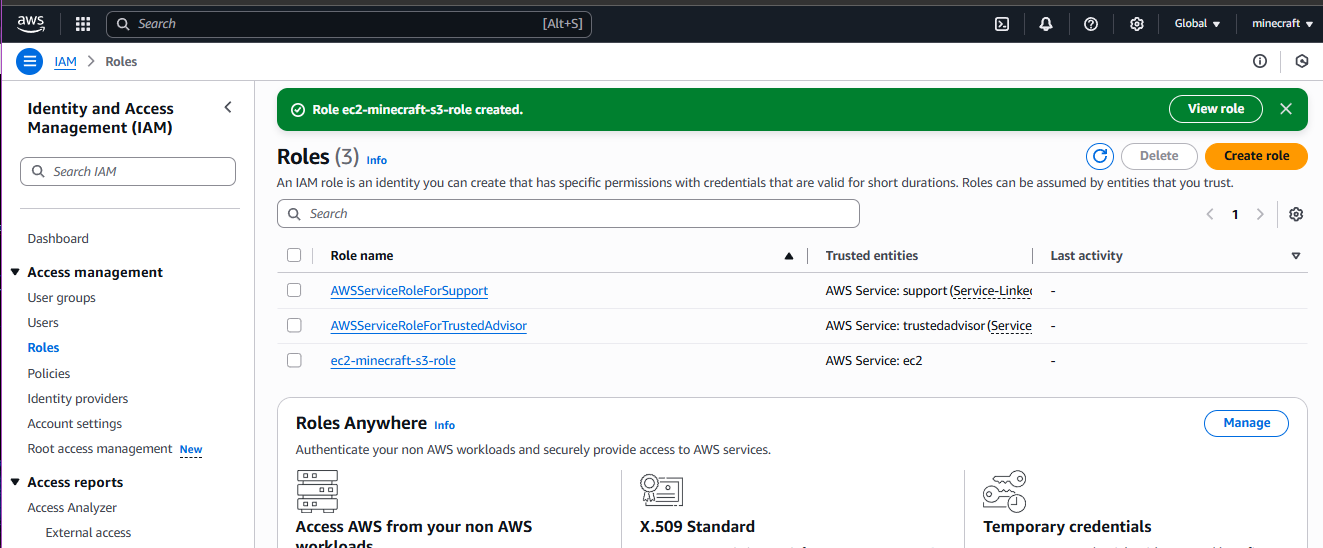 aws
Search [Alt+S] Global minecraft
IAM > Roles
Identity and Access
Management (IAM)
Search IAM
Dashboard
Access management
User groups
Users
Roles
Policies
Identity providers
Account settings
Root access management New
Access reports
Access Analyzer
External access
Role ec2-minecraft-s3-role created. View role
Roles (3) Info Delete Create role
An IAM role is an identity you can create that has specific permissions with credentials that are valid for short durations. Roles can be assumed by entities that you trust.
Search 1
Role name Trusted entities Last activity
AWSServiceRoleForSupport AWS Service: support (Service-Linked -
AWSServiceRoleForTrustedAdvisor AWS Service: trustedadvisor (Service -
ec2-minecraft-s3-role AWS Service: ec2 -
Roles Anywhere Info Manage
Authenticate your non AWS workloads and securely provide access to AWS services.
Access AWS from your non AWS
workloads
X.509 Standard
Temporary credentials